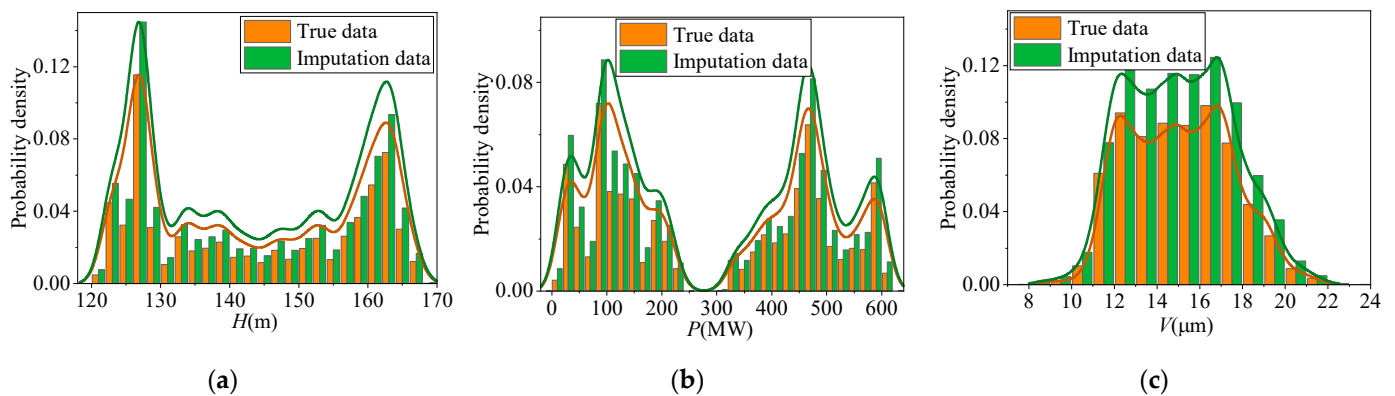 True data
Imputation data
Probability density
0.12
0.08
0.04
0.00
120 130 140 150 160 170
H(m)
(a)
True data
Imputation data
Probability density
0.08
0.04
0.00
0 100 200 300 400 500 600
P(MW)
(b)
True data
Imputation data
Probability density
0.12
0.08
0.04
0.00
8 10 12 14 16 18 20 22 24
V(μm)
(c)